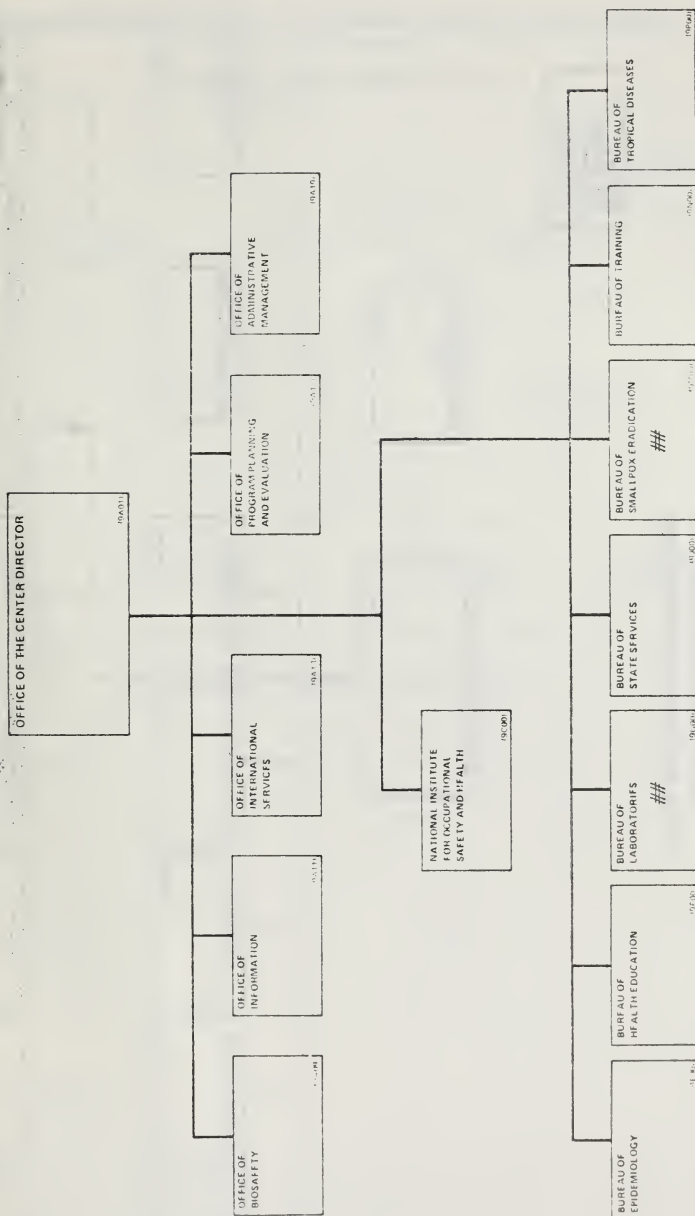 OFFICE OF THE CENTER DIRECTOR
(9A01)
OFFICE OF
BIOSAFETY
OFFICE OF
INFORMATION
OFFICE OF
INTERNATIONAL
SERVICES
OFFICE OF
PROGRAM PLANNING
AND EVALUATION
OFFICE OF
ADMINISTRATIVE
MANAGEMENT
NATIONAL INSTITUTE
FOR OCCUPATIONAL
SAFETY AND HEALTH
(9C00)
BUREAU OF
EPIDEMIOLOGY
BUREAU OF
HEALTH EDUCATION
BUREAU OF
LABORATORIES
##
BUREAU OF
STATE SERVICES
BUREAU OF
SMALLPOX ERADICATION
##
BUREAU OF TRAINING
BUREAU OF
TROPICAL DISEASES